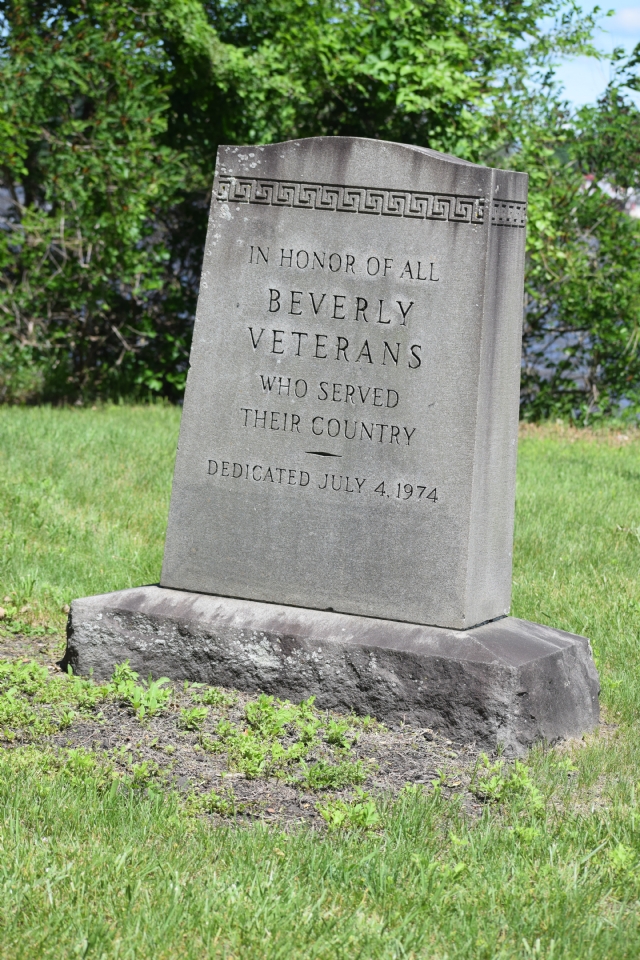 IN HONOR OF ALL
BEVERLY
VETERANS
WHO SERVED
THEIR COUNTRY
DEDICATED JULY 4, 1974